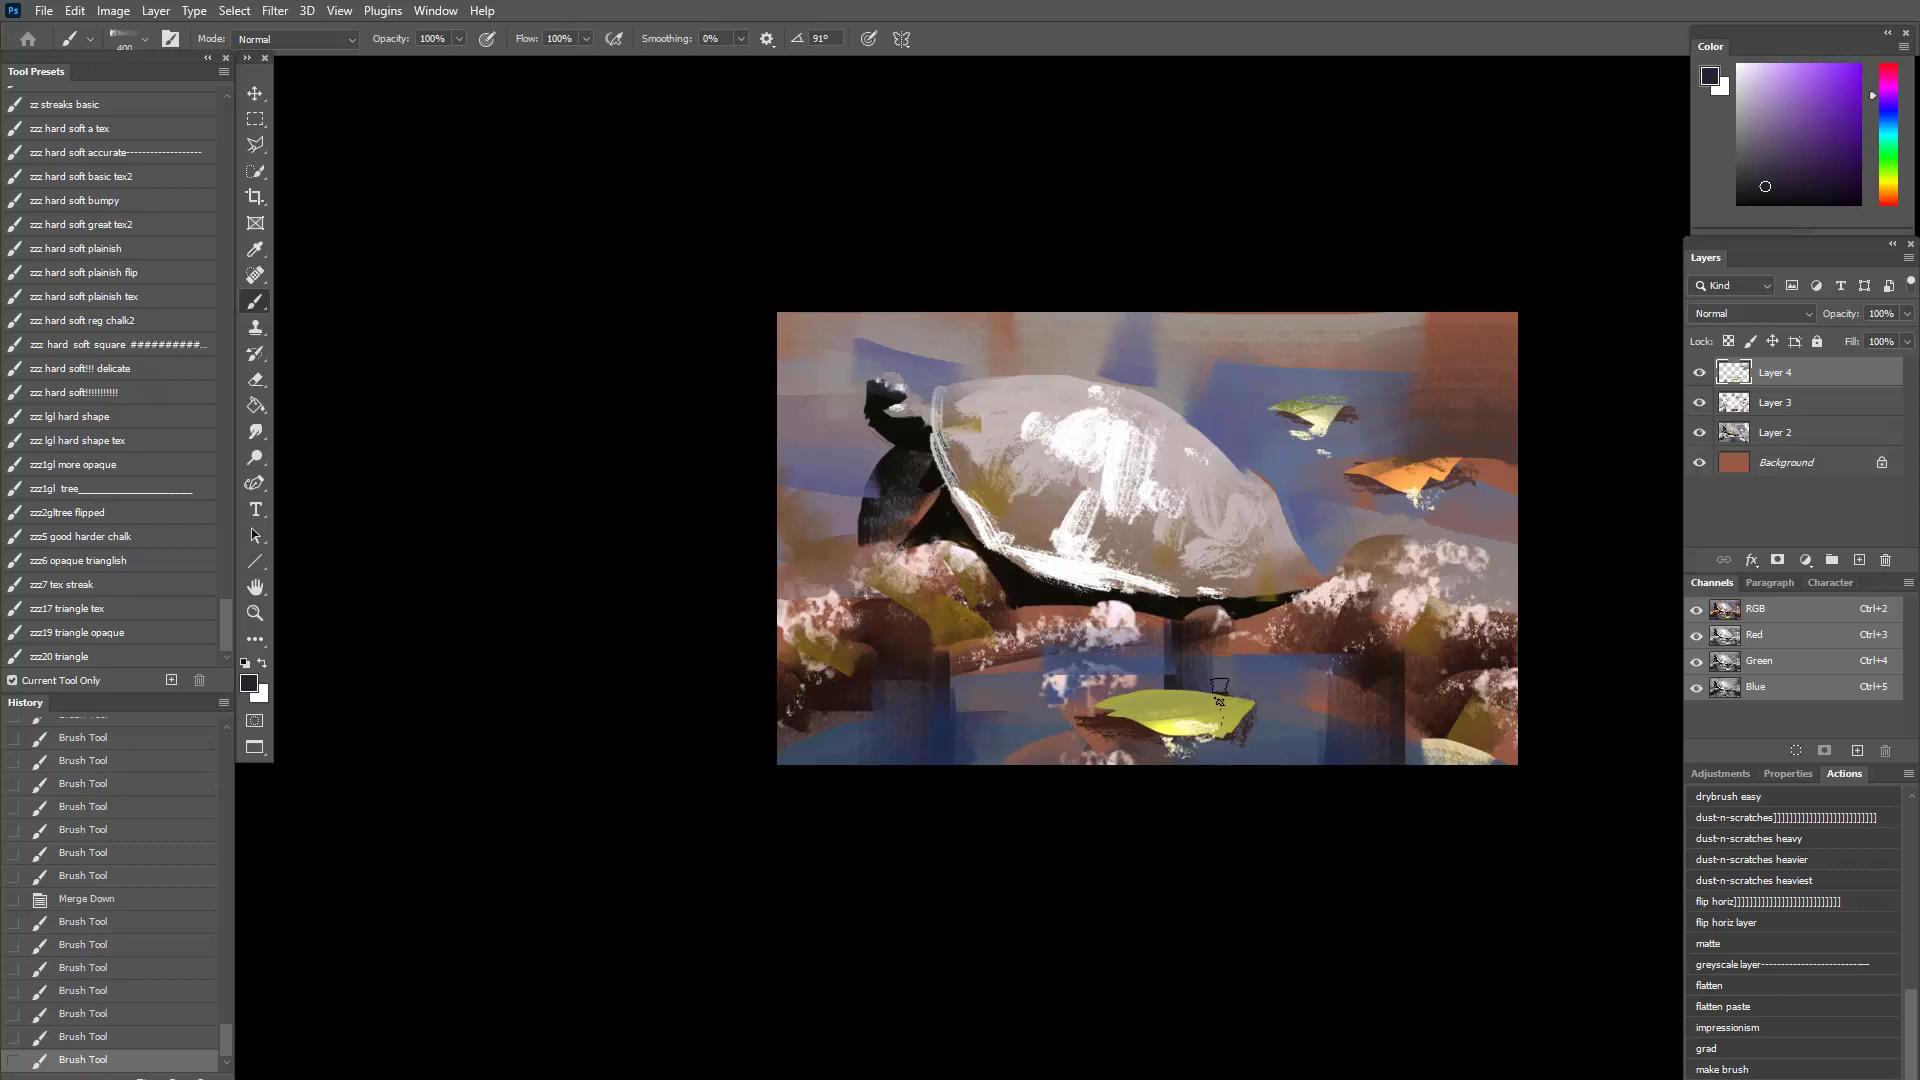 Ps File Edit Image Layer Type Select Filter 3D View Plugins Window Help
400 Mode: Normal Opacity: 100% Flow: 100% Smoothing: 0% 91°
Tool Presets
zz streaks basic
zzz hard soft a tex
zzz hard soft accurate-------------------
zzz hard soft basic tex2
zzz hard soft bumpy
zzz hard soft great tex2
zzz hard soft plainish
zzz hard soft plainish flip
zzz hard soft plainish tex
zzz hard soft reg chalk2
zzz hard soft square ##########...
zzz hard soft!!! delicate
zzz hard soft!!!!!!!!!!!
zzz lgl hard shape
zzz lgl hard shape tex
zzz1gl more opaque
zzz1gl tree______________________
zzz2gltree flipped
zzz5 good harder chalk
zzz6 opaque trianglish
zzz7 tex streak
zzz17 triangle tex
zzz19 triangle opaque
zzz20 triangle
Current Tool Only
History
Brush Tool
Brush Tool
Brush Tool
Brush Tool
Brush Tool
Brush Tool
Brush Tool
Merge Down
Brush Tool
Brush Tool
Brush Tool
Brush Tool
Brush Tool
Brush Tool
Brush Tool
Color
Layers
Kind
Normal Opacity: 100%
Lock: Fill: 100%
Layer 4
Layer 3
Layer 2
Background
fx
Channels Paragraph Character
RGB Ctrl+2
Red Ctrl+3
Green Ctrl+4
Blue Ctrl+5
Adjustments Properties Actions
drybrush easy
dust-n-scratches]]]]]]]]]]]]]]]]]]]]]]]]]]
dust-n-scratches heavy
dust-n-scratches heavier
dust-n-scratches heaviest
flip horiz]]]]]]]]]]]]]]]]]]]]]]]]]]]
flip horiz layer
matte
greyscale layer---------------------------
flatten
flatten paste
impressionism
grad
make brush